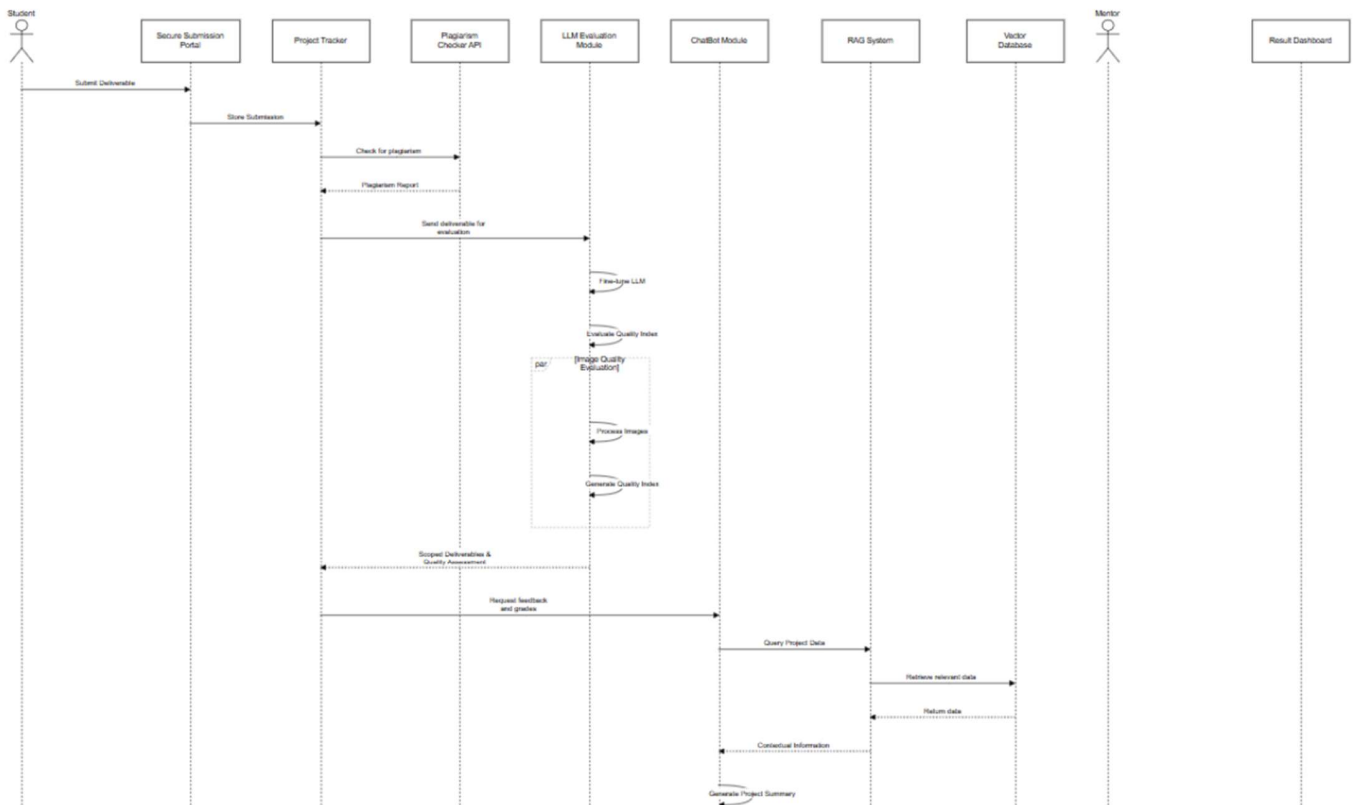 Student
Mentor
Secure Submission
Portal
Project Tracker
Plagiarism
Checker API
LLM Evaluation
Module
ChatBot Module
RAG System
Vector
Database
Result Dashboard
Submit Deliverable
Store Submission
Check for plagiarism
Plagiarism Report
Send deliverable for
evaluation
Fine-tune LLM
Evaluate Quality Index
par
[Image Quality
Evaluation]
Process Images
Generate Quality Index
Scoped Deliverables &
Quality Assessment
Request feedback
and grades
Query Project Data
Retrieve relevant data
Return data
Contextual Information
Generate Project Summary